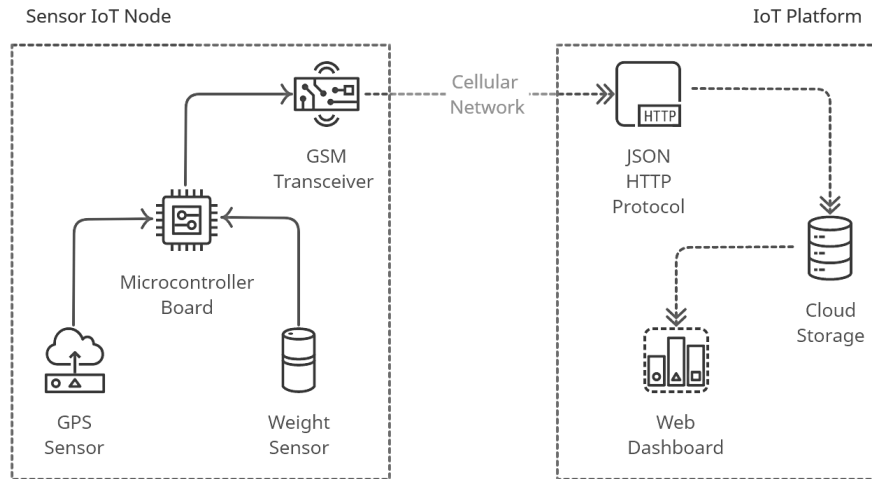 Sensor IoT Node
IoT Platform
Cellular
Network
HTTP
GSM
Transceiver
JSON
HTTP
Protocol
Microcontroller
Board
Cloud
Storage
GPS
Sensor
Weight
Sensor
Web
Dashboard